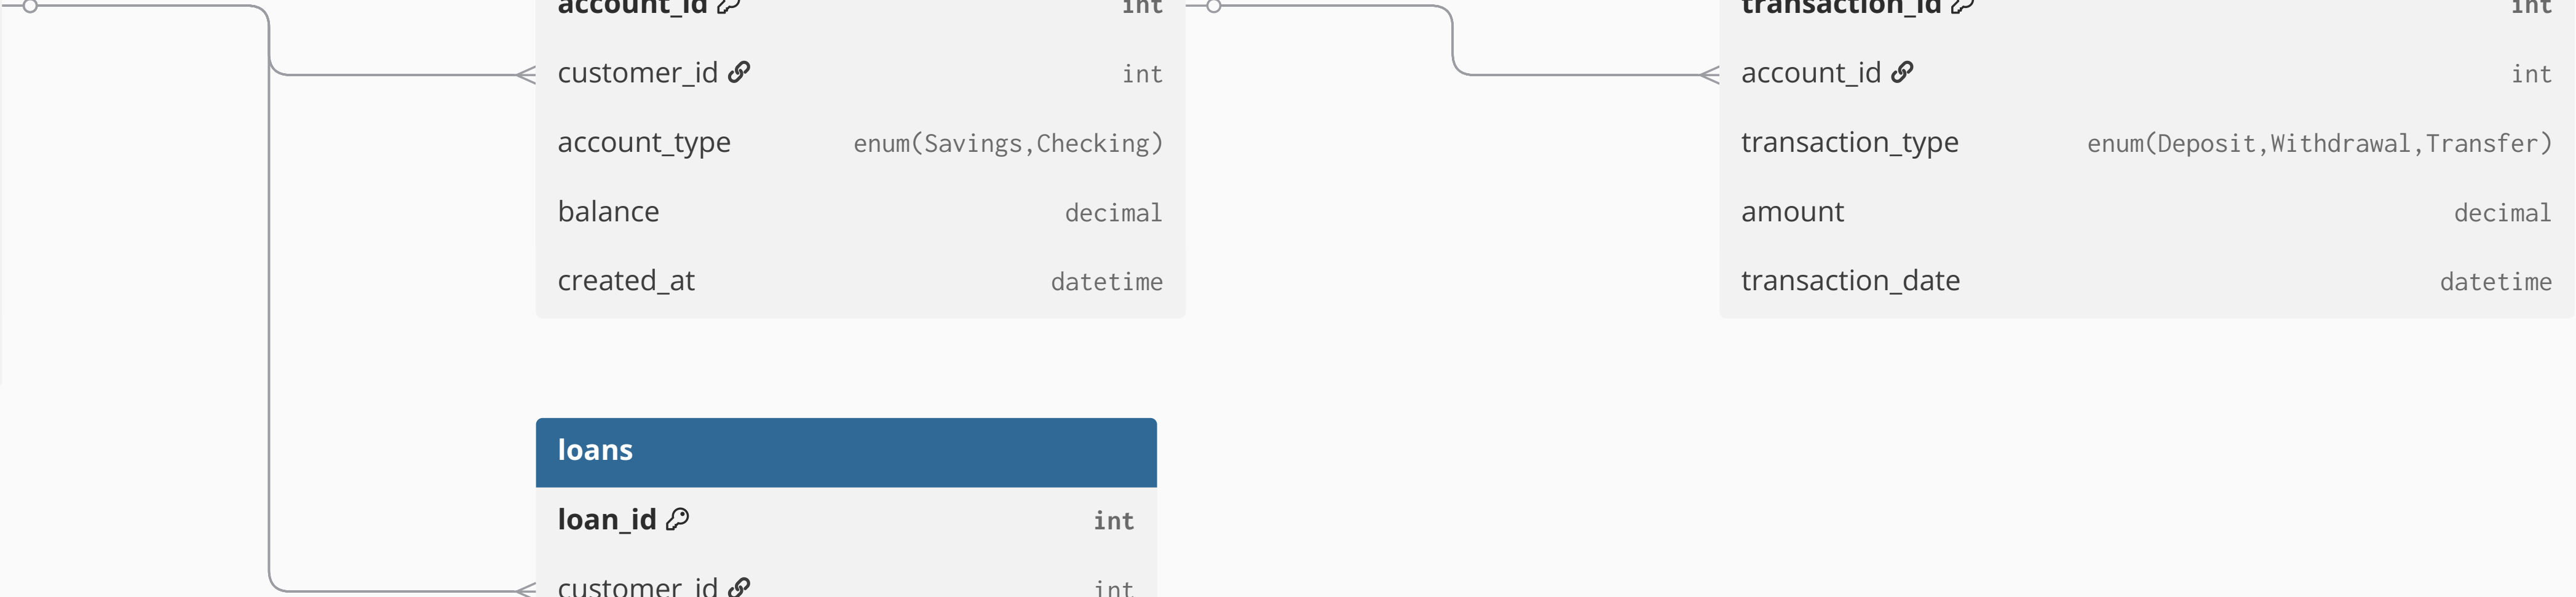 account_id int
customer_id int
account_type enum(Savings,Checking)
balance decimal
created_at datetime
transaction_id int
account_id int
transaction_type enum(Deposit,Withdrawal,Transfer)
amount decimal
transaction_date datetime
loans
loan_id int
customer_id int